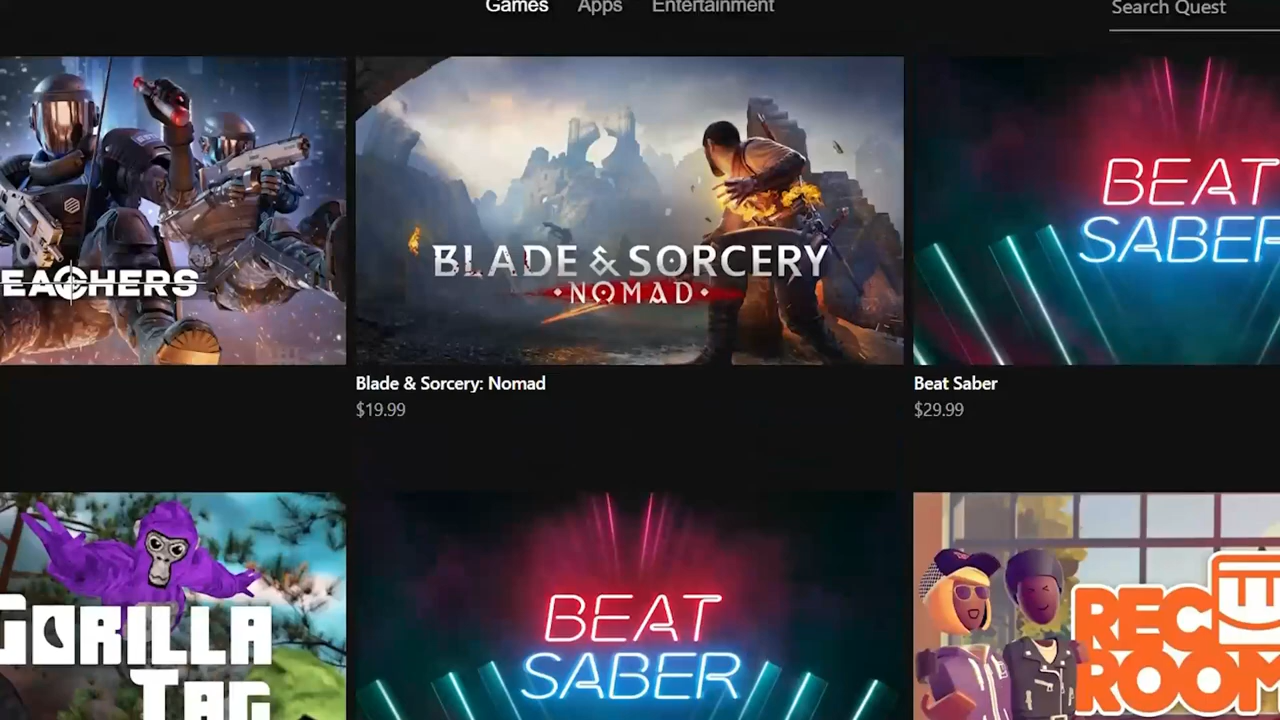 Games Apps Entertainment Search Quest
EACHERS
BLADE & SORCERY
NOMAD
BEAT
SABER
Blade & Sorcery: Nomad
$19.99
Beat Saber
$29.99
GORILLA
TAG
BEAT
SABER
REC
ROOM